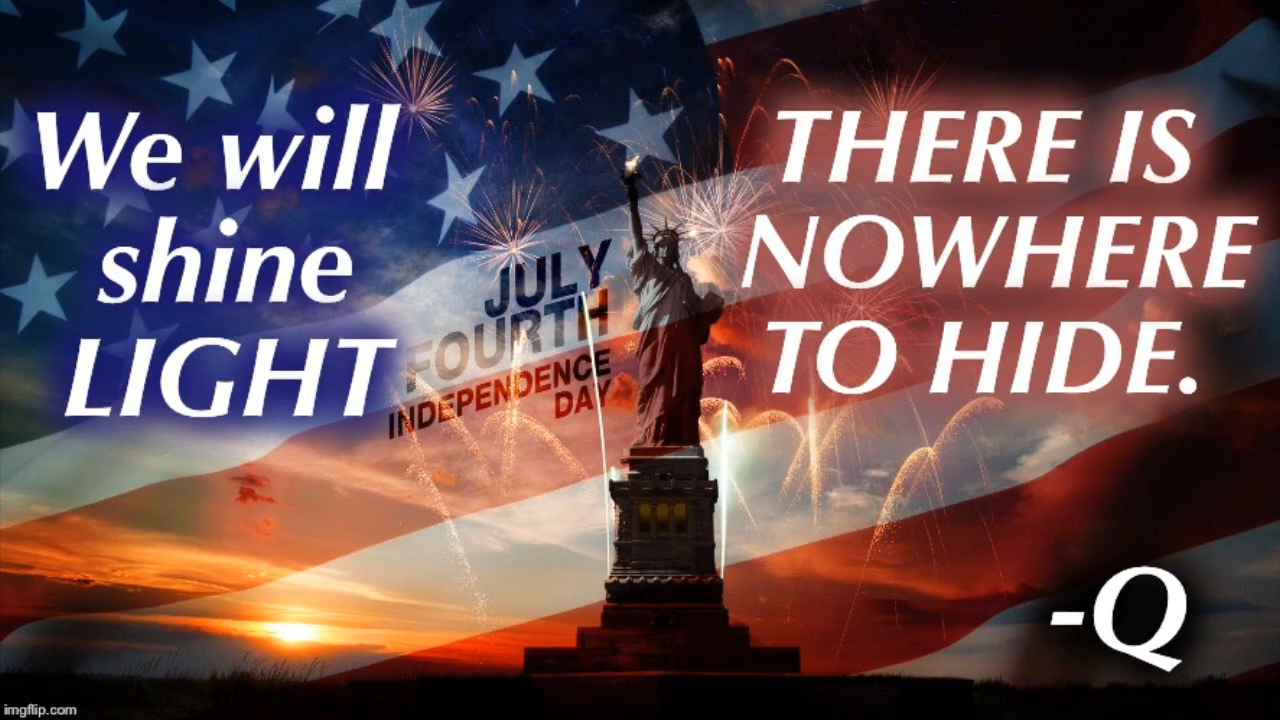 We will
shine
LIGHT
JULY
FOURTH
INDEPENDENCE
DAY
THERE IS
NOWHERE
TO HIDE.
-Q
imgflip.com